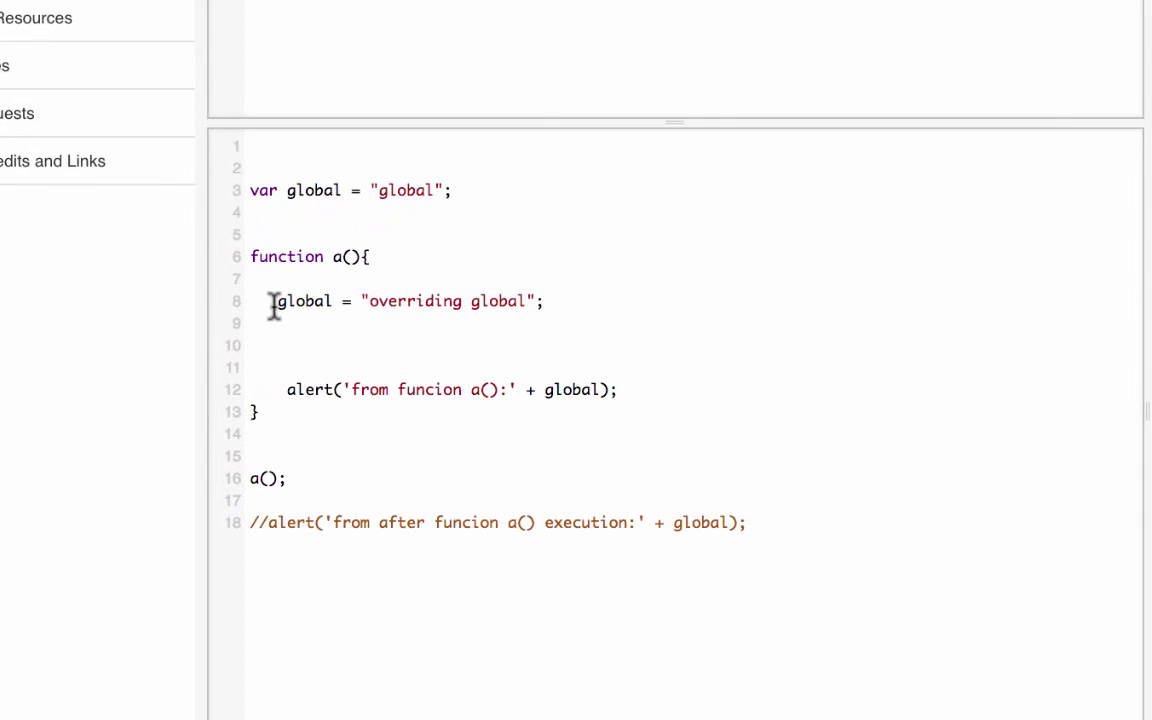 Resources
es
uests
edits and Links
1
2
3 var global = "global";
4
5
6 function a(){
7
8 global = "overriding global";
9
10
11
12 alert('from funcion a():' + global);
13 }
14
15
16 a();
17
18 //alert('from after funcion a() execution:' + global);